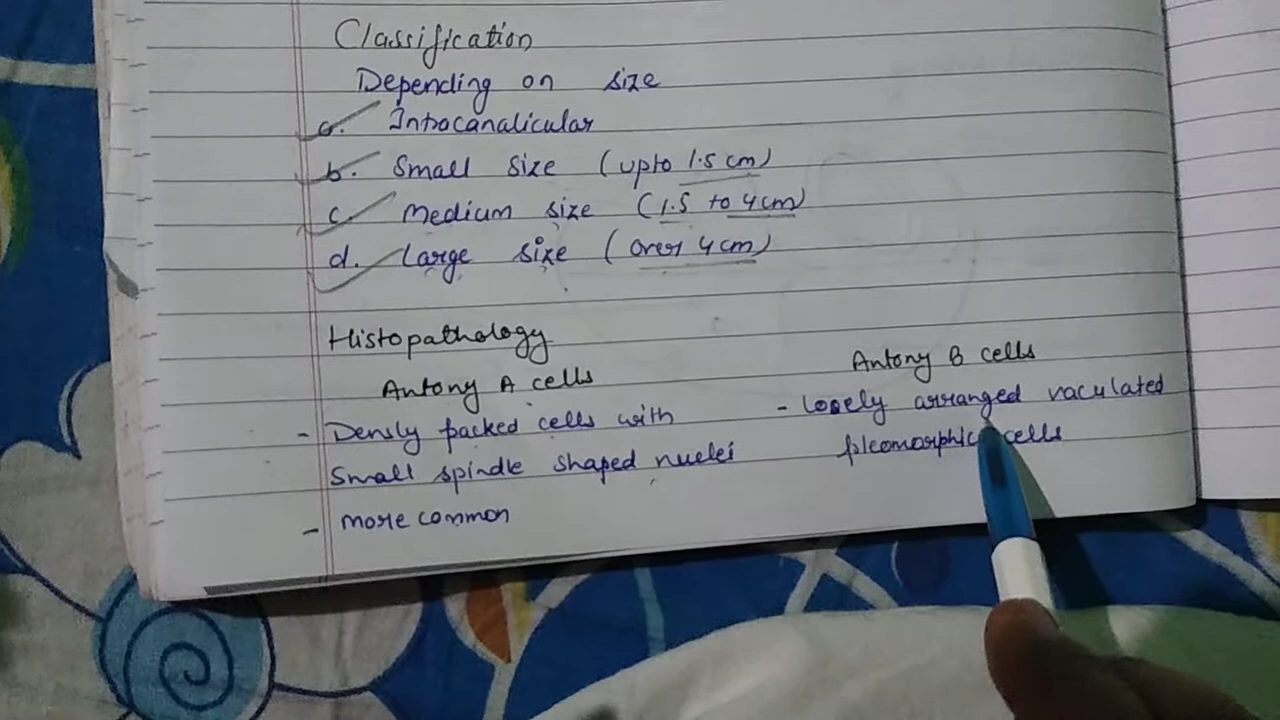 Classification
Depending on size
a. Intracanalicular
b. Small size (upto 1.5 cm)
c. Medium size (1.5 to 4cm)
d. Large size (over 4cm)
Histopathology
Antony A cells
- Densly packed cells with
Small spindle shaped nuclei
- more common
Antony B cells
- losely arranged vaculated
pleomorphic cells